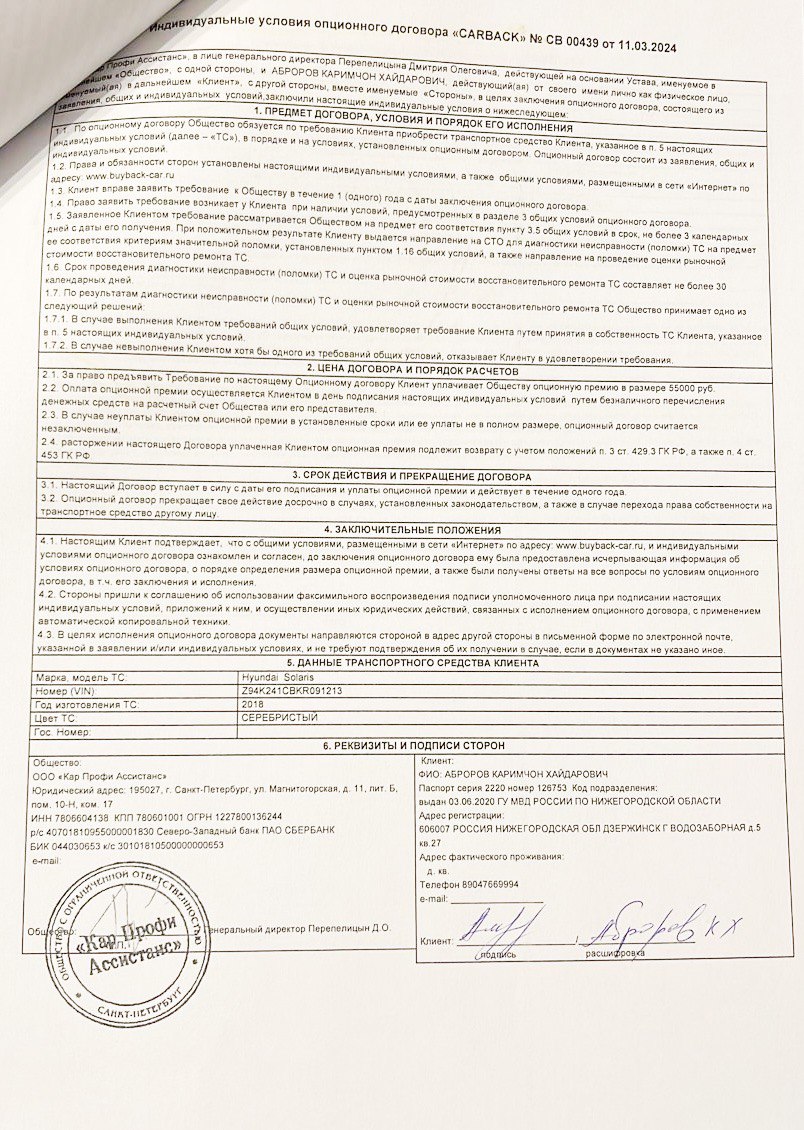 Индивидуальные условия опционного договора «CARBACK» № СВ 00439 от 11.03.2024
Кар Профи Ассистанс», в лице генерального директора Перепелицына Дмитрия Олеговича, действующей на основании Устава, именуемое в
дальнейшем «Общество», с одной стороны, и АБРОРОВ КАРИМЧОН ХАЙДАРОВИЧ, действующий(ая) от своего имени лично как физическое лицо,
именуемый(ая) в дальнейшем «Клиент», с другой стороны, вместе именуемые «Стороны», в целях заключения опционного договора, состоящего из
заявления, общих и индивидуальных условий,заключили настоящие индивидуальные условия о нижеследующем:
1. ПРЕДМЕТ ДОГОВОРА, УСЛОВИЯ И ПОРЯДОК ЕГО ИСПОЛНЕНИЯ
1.1. По опционному договору Общество обязуется по требованию Клиента приобрести транспортное средство Клиента, указанное в п. 5 настоящих
индивидуальных условий (далее – «ТС»), в порядке и на условиях, установленных опционным договором. Опционный договор состоит из заявления, общих и
индивидуальных условий.
1.2. Права и обязанности сторон установлены настоящими индивидуальными условиями, а также общими условиями, размещенными в сети «Интернет» по
адресу: www.buyback-car.ru
1.3. Клиент вправе заявить требование к Обществу в течение 1 (одного) года с даты заключения опционного договора.
1.4. Право заявить требование возникает у Клиента при наличии условий, предусмотренных в разделе 3 общих условий опционного договора.
1.5. Заявленное Клиентом требование рассматривается Обществом на предмет его соответствия пункту 3.5 общих условий в срок, не более 3 календарных
дней с даты его получения. При положительном результате Клиенту выдается направление на СТО для диагностики неисправности (поломки) ТС на предмет
ее соответствия критериям значительной поломки, установленных пунктом 1.16 общих условий, а также направление на проведение оценки рыночной
стоимости восстановительного ремонта ТС.
1.6. Срок проведения диагностики неисправности (поломки) ТС и оценка рыночной стоимости восстановительного ремонта ТС составляет не более 30
календарных дней.
1.7. По результатам диагностики неисправности (поломки) ТС и оценки рыночной стоимости восстановительного ремонта ТС Общество принимает одно из
следующий решений:
1.7.1. В случае выполнения Клиентом требований общих условий, удовлетворяет требование Клиента путем принятия в собственность ТС Клиента, указанное
в п. 5 настоящих индивидуальных условий.
1.7.2. В случае невыполнения Клиентом хотя бы одного из требований общих условий, отказывает Клиенту в удовлетворении требования.
2. ЦЕНА ДОГОВОРА И ПОРЯДОК РАСЧЕТОВ
2.1. За право предъявить Требование по настоящему Опционному договору Клиент уплачивает Обществу опционную премию в размере 55000 руб.
2.2. Оплата опционной премии осуществляется Клиентом в день подписания настоящих индивидуальных условий путем безналичного перечисления
денежных средств на расчетный счет Общества или его представителя.
2.3. В случае неуплаты Клиентом опционной премии в установленные сроки или ее уплаты не в полном размере, опционный договор считается
незаключенным.
2.4. расторжении настоящего Договора уплаченная Клиентом опционная премия подлежит возврату с учетом положений п. 3 ст. 429.3 ГК РФ, а также п. 4 ст.
453 ГК РФ
3. СРОК ДЕЙСТВИЯ И ПРЕКРАЩЕНИЕ ДОГОВОРА
3.1. Настоящий Договор вступает в силу с даты его подписания и уплаты опционной премии и действует в течение одного года.
3.2. Опционный договор прекращает свое действие досрочно в случаях, установленных законодательством, а также в случае перехода права собственности на
транспортное средство другому лицу.
4. ЗАКЛЮЧИТЕЛЬНЫЕ ПОЛОЖЕНИЯ
4.1. Настоящим Клиент подтверждает, что с общими условиями, размещенными в сети «Интернет» по адресу: www.buyback-car.ru, и индивидуальными
условиями опционного договора ознакомлен и согласен, до заключения опционного договора ему была предоставлена исчерпывающая информация об
условиях опционного договора, о порядке определения размера опционной премии, а также были получены ответы на все вопросы по условиям опционного
договора, в т.ч. его заключения и исполнения.
4.2. Стороны пришли к соглашению об использовании факсимильного воспроизведения подписи уполномоченного лица при подписании настоящих
индивидуальных условий, приложений к ним, и осуществлении иных юридических действий, связанных с исполнением опционного договора, с применением
автоматической копировальной техники.
4.3. В целях исполнения опционного договора документы направляются стороной в адрес другой стороны в письменной форме по электронной почте,
указанной в заявлении и/или индивидуальных условиях, и не требуют подтверждения об их получении в случае, если в документах не указано иное.
5. ДАННЫЕ ТРАНСПОРТНОГО СРЕДСТВА КЛИЕНТА
Марка, модель ТС: Hyundai Solaris
Номер (VIN): Z94K241CBKR091213
Год изготовления ТС: 2018
Цвет ТС: СЕРЕБРИСТЫЙ
Гос. Номер:
6. РЕКВИЗИТЫ И ПОДПИСИ СТОРОН
Общество:
ООО «Кар Профи Ассистанс»
Юридический адрес: 195027, г. Санкт-Петербург, ул. Магнитогорская, д. 11, лит. Б,
пом. 10-Н, ком. 17
ИНН 7806604138 КПП 780601001 ОГРН 1227800136244
р/с 40701810955000001830 Северо-Западный банк ПАО СБЕРБАНК
БИК 044030653 к/с 30101810500000000653
e-mail:
Общество: Генеральный директор Перепелицын Д.О.
ОБЩЕСТВО С ОГРАНИЧЕННОЙ ОТВЕТСТВЕННОСТЬЮ
«Кар Профи
Ассистанс»
САНКТ-ПЕТЕРБУРГ
Клиент:
ФИО: АБРОРОВ КАРИМЧОН ХАЙДАРОВИЧ
Паспорт серия 2220 номер 126753 Код подразделения:
выдан 03.06.2020 ГУ МВД РОССИИ ПО НИЖЕГОРОДСКОЙ ОБЛАСТИ
Адрес регистрации:
606007 РОССИЯ НИЖЕГОРОДСКАЯ ОБЛ ДЗЕРЖИНСК Г ВОДОЗАБОРНАЯ д.5
кв.27
Адрес фактического проживания:
д. кв.
Телефон 89047669994
e-mail:
Клиент: Аброров К Х
подпись расшифровка